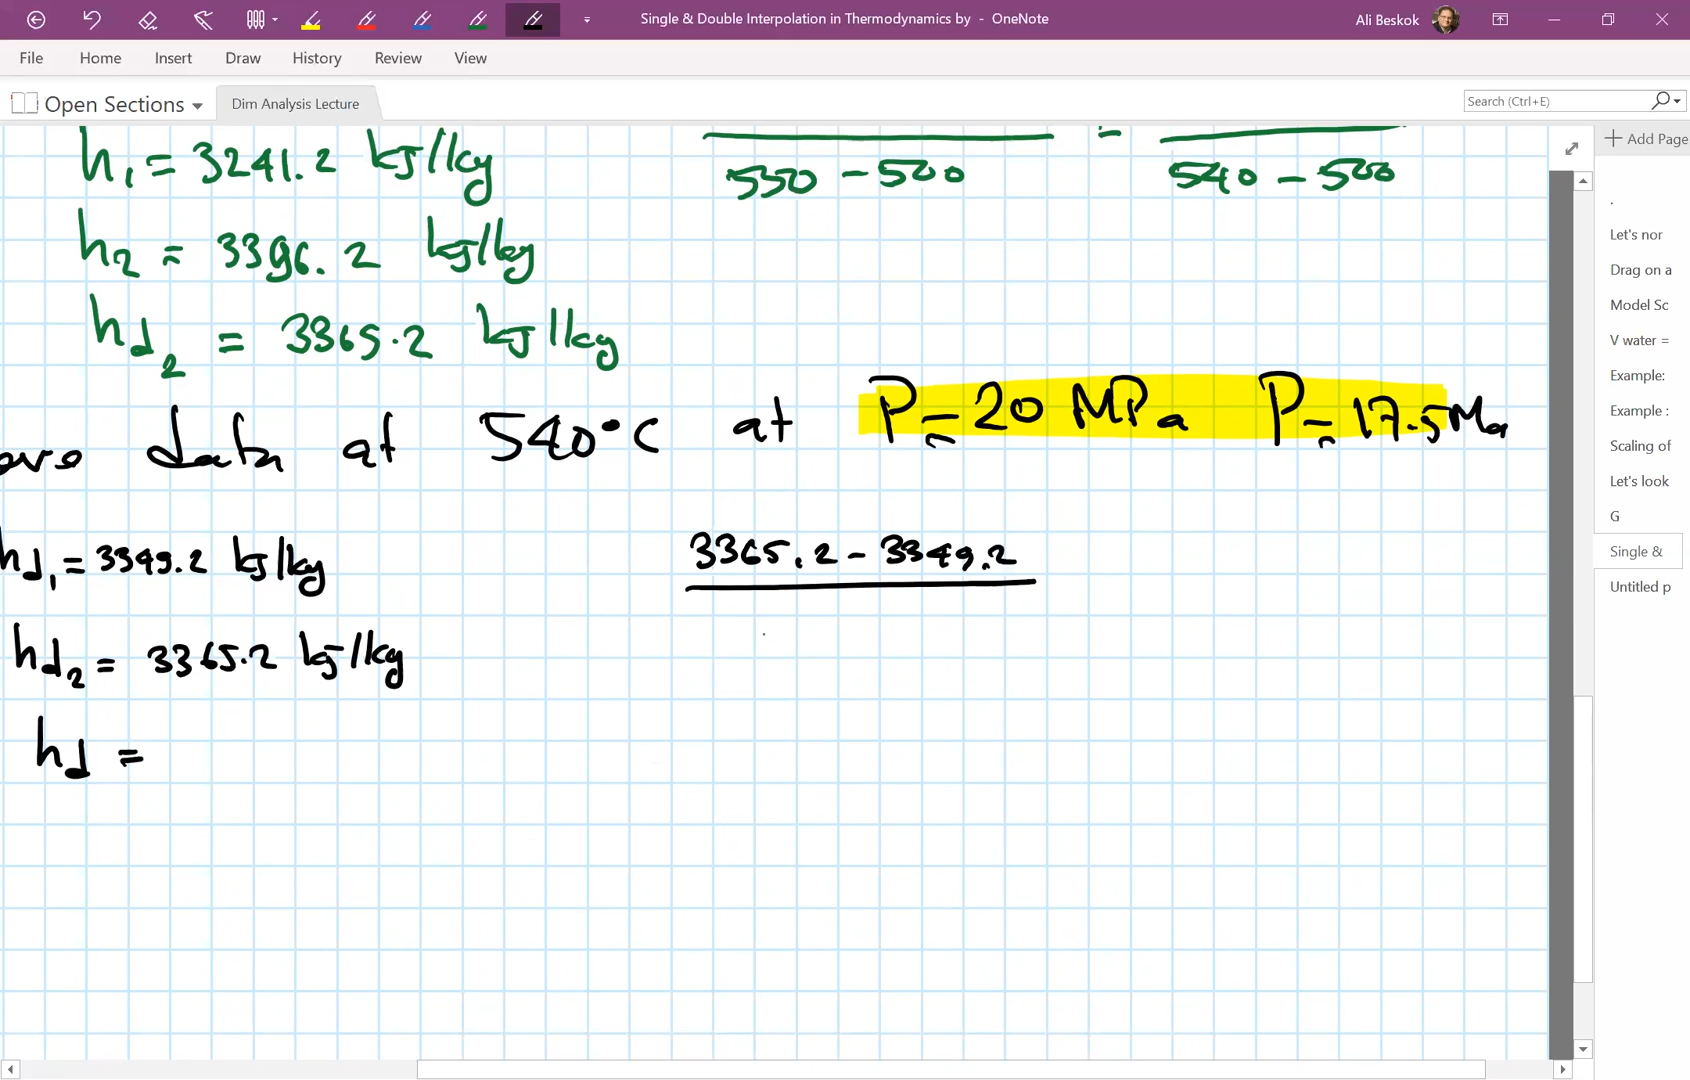 Single & Double Interpolation in Thermodynamics by - OneNote
Ali Beskok
File Home Insert Draw History Review View
Open Sections
Dim Analysis Lecture
Search (Ctrl+E)
Add Page
h₁ = 3241.2 kJ/kg
h₂ = 3396.2 kJ/kg
hd₂ = 3365.2 kJ/kg
=
550 - 500
540 - 500
ove data at 540°C at P = 20 MPa P = 17.5 Ma
hd₁ = 3349.2 kJ/kg
hd₂ = 3365.2 kJ/kg
hd =
3365.2 - 3349.2
.
Let's nor
Drag on a
Model Sc
V water =
Example:
Example :
Scaling of
Let's look
G
Single &
Untitled p